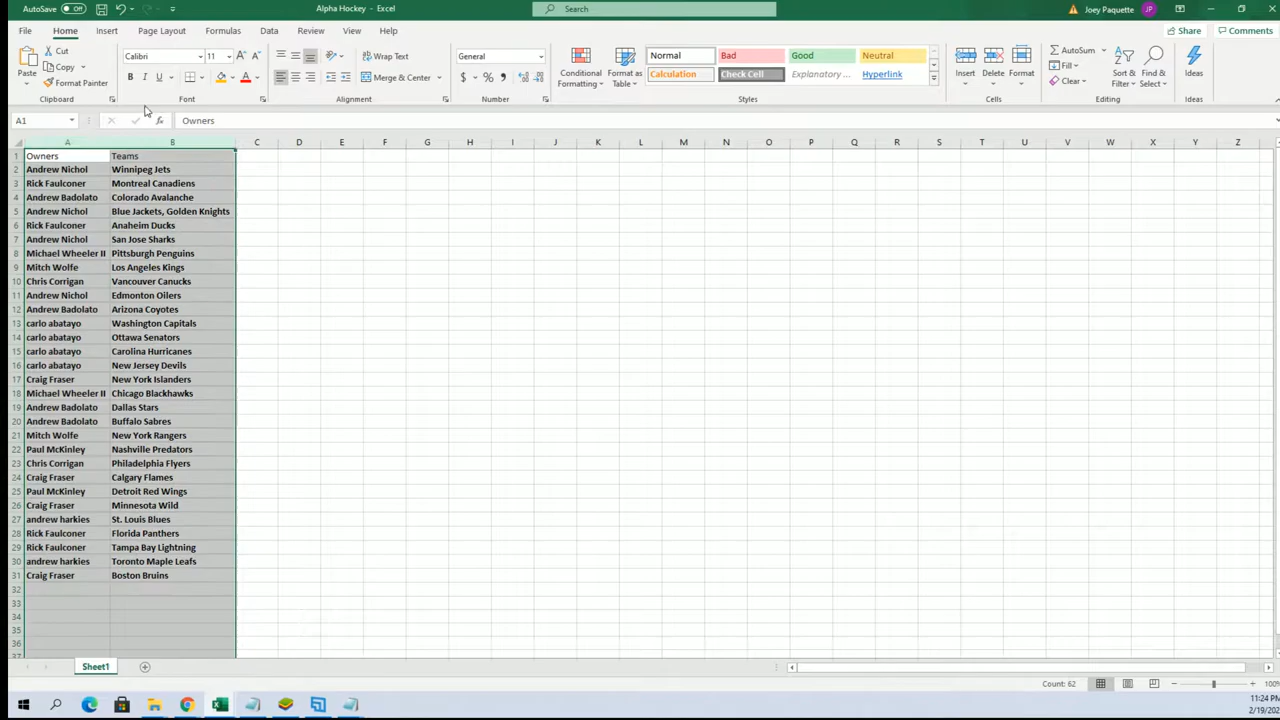 AutoSave Off Alpha Hockey - Excel Search Joey Paquette JP
File Home Insert Page Layout Formulas Data Review View Help Share Comments
Paste Cut Copy Format Painter Clipboard
Calibri 11 B I U Font
Wrap Text Merge & Center Alignment
General $ % Number
Conditional Formatting Format as Table
Normal Bad Good Neutral
Calculation Check Cell Explanary ... Hyperlink
Styles
Insert Delete Format Cells
AutoSum Fill Clear Sort & Filter Find & Select Editing
Ideas Ideas
A1 fx Owners
A B C D E F G H I J K L M N O P Q R S T U V W X Y Z
1 Owners Teams
2 Andrew Nichol Winnipeg Jets
3 Rick Faulconer Montreal Canadiens
4 Andrew Badolato Colorado Avalanche
5 Andrew Nichol Blue Jackets, Golden Knights
6 Rick Faulconer Anaheim Ducks
7 Andrew Nichol San Jose Sharks
8 Michael Wheeler II Pittsburgh Penguins
9 Mitch Wolfe Los Angeles Kings
10 Chris Corrigan Vancouver Canucks
11 Andrew Nichol Edmonton Oilers
12 Andrew Badolato Arizona Coyotes
13 carlo abatayo Washington Capitals
14 carlo abatayo Ottawa Senators
15 carlo abatayo Carolina Hurricanes
16 carlo abatayo New Jersey Devils
17 Craig Fraser New York Islanders
18 Michael Wheeler II Chicago Blackhawks
19 Andrew Badolato Dallas Stars
20 Andrew Badolato Buffalo Sabres
21 Mitch Wolfe New York Rangers
22 Paul McKinley Nashville Predators
23 Chris Corrigan Philadelphia Flyers
24 Craig Fraser Calgary Flames
25 Paul McKinley Detroit Red Wings
26 Craig Fraser Minnesota Wild
27 andrew harkies St. Louis Blues
28 Rick Faulconer Florida Panthers
29 Rick Faulconer Tampa Bay Lightning
30 andrew harkies Toronto Maple Leafs
31 Craig Fraser Boston Bruins
32
33
34
35
36
37
Sheet1
Count: 62 100%
11:24 PM
2/19/202